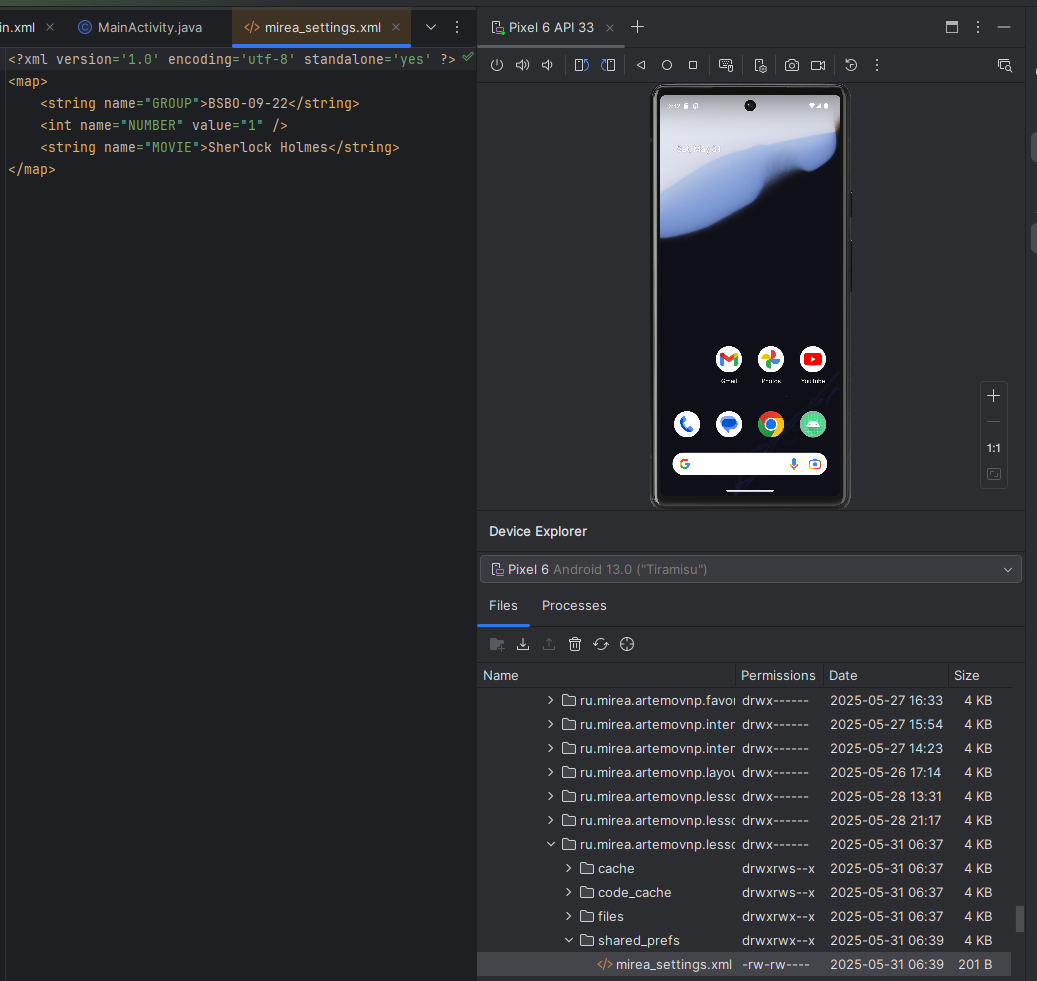 in.xml
MainActivity.java
mirea_settings.xml
Pixel 6 API 33
<?xml version='1.0' encoding='utf-8' standalone='yes' ?>
<map>
<string name="GROUP">BSBO-09-22</string>
<int name="NUMBER" value="1" />
<string name="MOVIE">Sherlock Holmes</string>
</map>
Gmail
Photos
YouTube
1:1
Device Explorer
Pixel 6 Android 13.0 ("Tiramisu")
Files Processes
Name Permissions Date Size
ru.mirea.artemovnp.favor drwx------ 2025-05-27 16:33 4 KB
ru.mirea.artemovnp.inter drwx------ 2025-05-27 15:54 4 KB
ru.mirea.artemovnp.inter drwx------ 2025-05-27 14:23 4 KB
ru.mirea.artemovnp.layou drwx------ 2025-05-26 17:14 4 KB
ru.mirea.artemovnp.lesso drwx------ 2025-05-28 13:31 4 KB
ru.mirea.artemovnp.lesso drwx------ 2025-05-28 21:17 4 KB
ru.mirea.artemovnp.lesso drwx------ 2025-05-31 06:37 4 KB
cache drwxrws--x 2025-05-31 06:37 4 KB
code_cache drwxrws--x 2025-05-31 06:37 4 KB
files drwxrwx--x 2025-05-31 06:37 4 KB
shared_prefs drwxrwx--x 2025-05-31 06:39 4 KB
mirea_settings.xml -rw-rw---- 2025-05-31 06:39 201 B